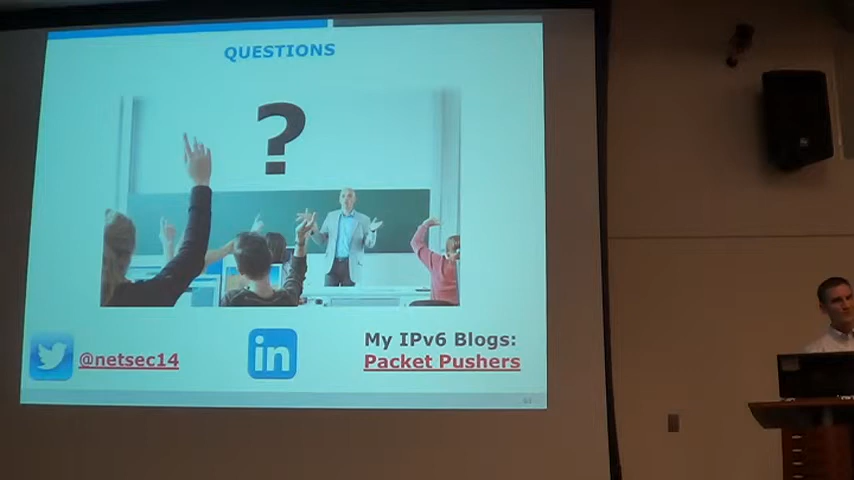 QUESTIONS
?
@netsec14
in
My IPv6 Blogs:
Packet Pushers